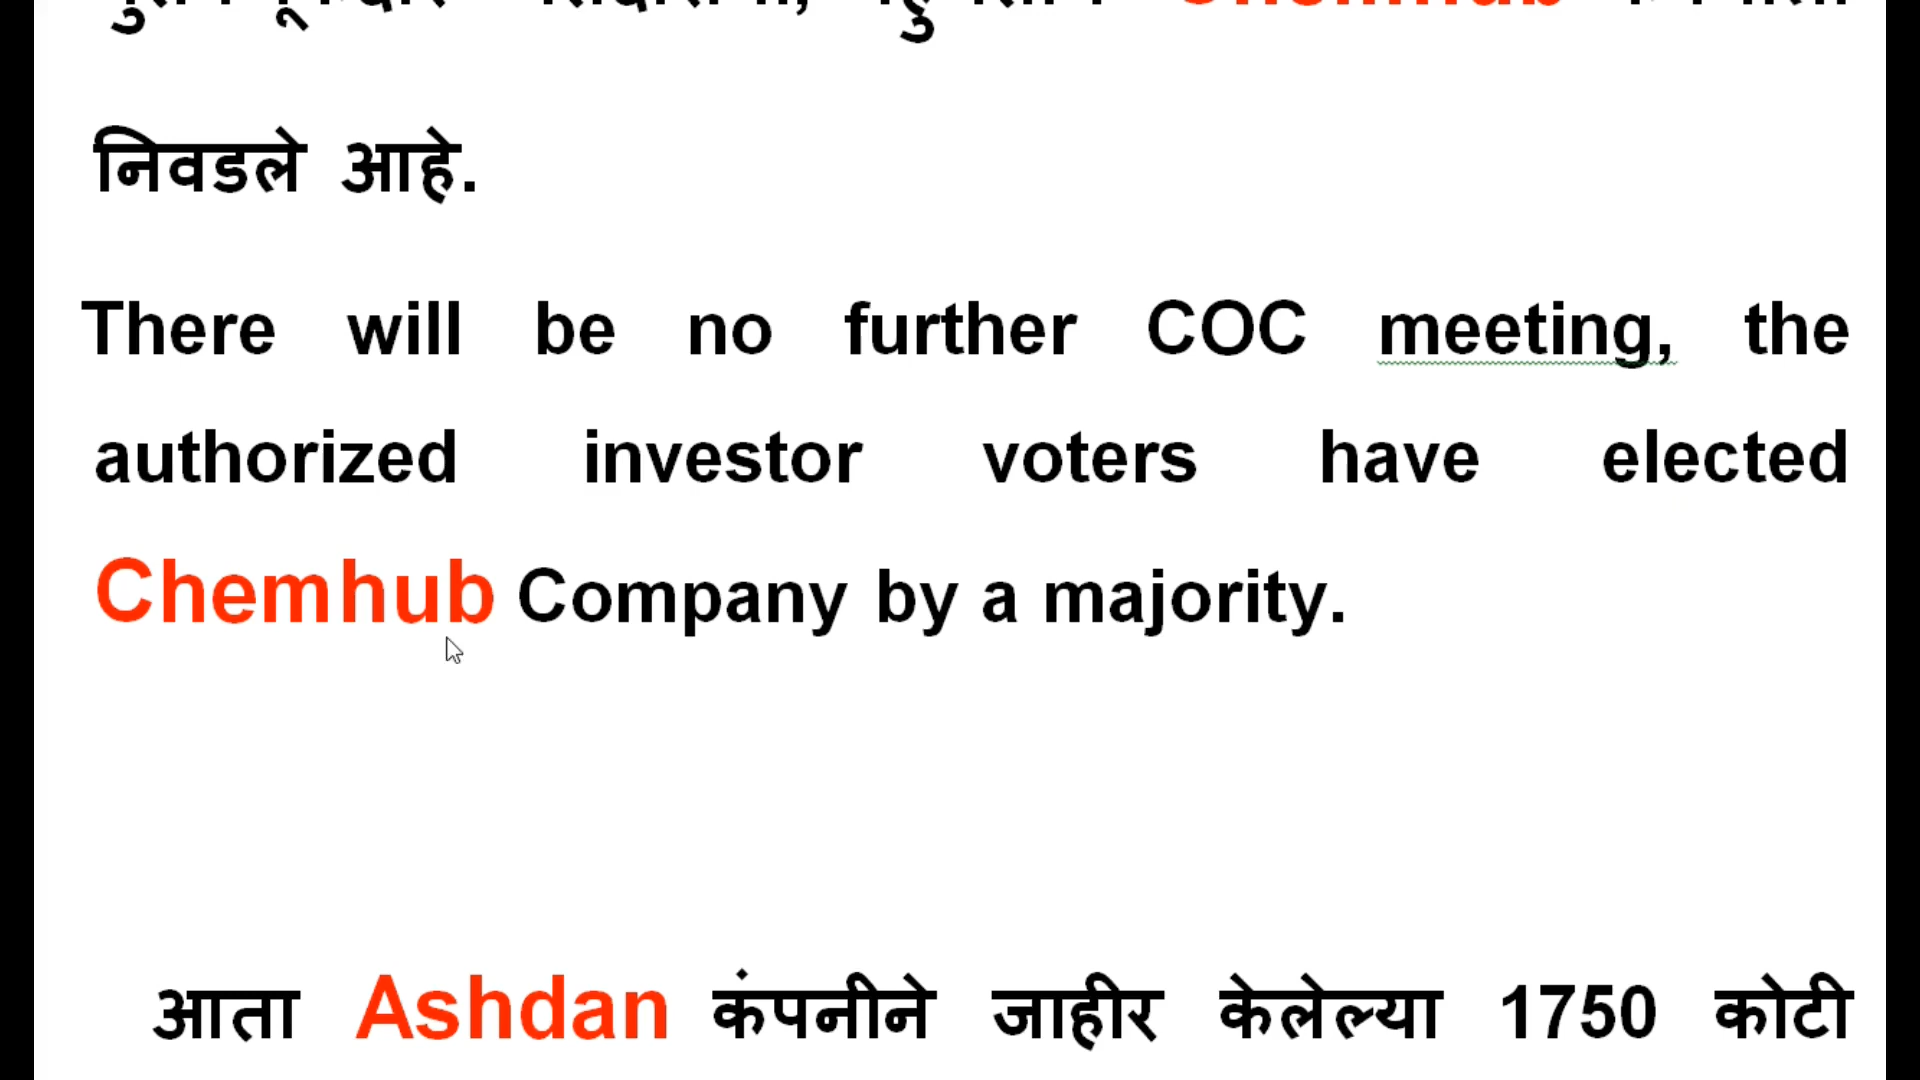 निवडले आहे.
There will be no further COC meeting, the
authorized investor voters have elected
Chemhub Company by a majority.
आता Ashdan कंपनीने जाहीर केलेल्या 1750 कोटी